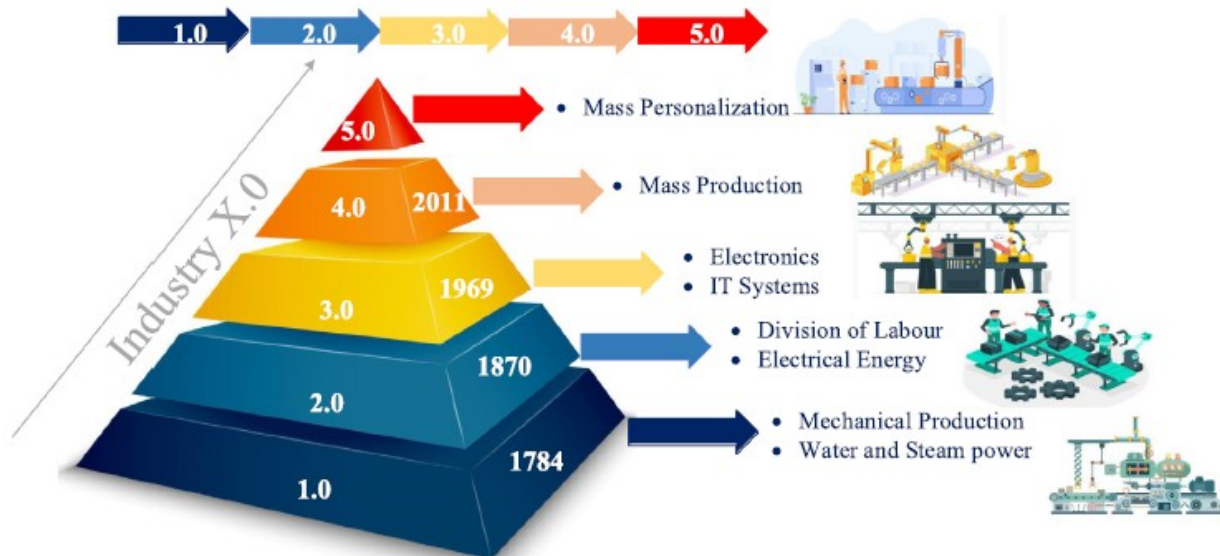 1.0 2.0 3.0 4.0 5.0
Industry X.0
5.0
• Mass Personalization
4.0 2011
• Mass Production
3.0 1969
• Electronics
• IT Systems
2.0 1870
• Division of Labour
• Electrical Energy
1.0 1784
• Mechanical Production
• Water and Steam power